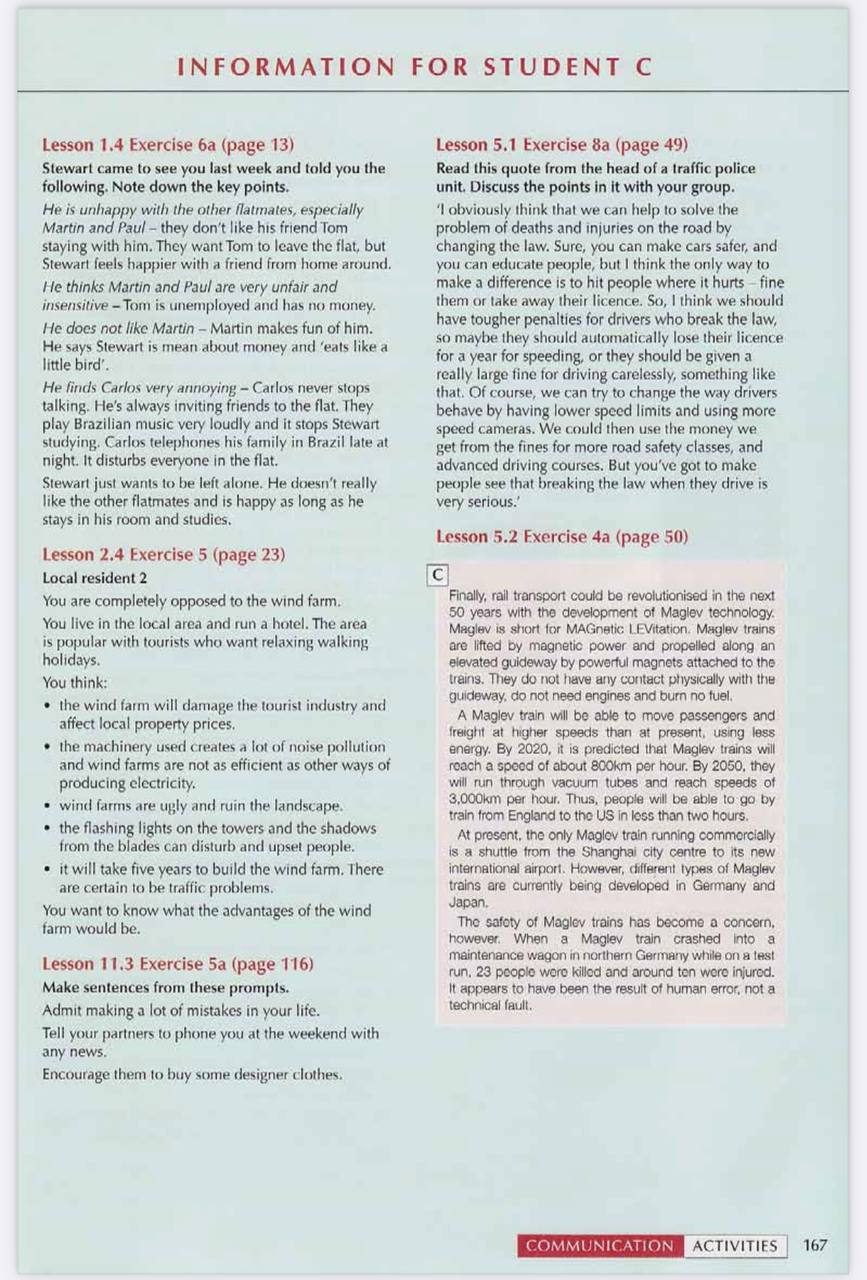 INFORMATION FOR STUDENT C
Lesson 1.4 Exercise 6a (page 13)
Stewart came to see you last week and told you the
following. Note down the key points.
He is unhappy with the other flatmates, especially
Martin and Paul – they don't like his friend Tom
staying with him. They want Tom to leave the flat, but
Stewart feels happier with a friend from home around.
He thinks Martin and Paul are very unfair and
insensitive – Tom is unemployed and has no money.
He does not like Martin – Martin makes fun of him.
He says Stewart is mean about money and 'eats like a
little bird'.
He finds Carlos very annoying – Carlos never stops
talking. He's always inviting friends to the flat. They
play Brazilian music very loudly and it stops Stewart
studying. Carlos telephones his family in Brazil late at
night. It disturbs everyone in the flat.
Stewart just wants to be left alone. He doesn't really
like the other flatmates and is happy as long as he
stays in his room and studies.
Lesson 2.4 Exercise 5 (page 23)
Local resident 2
You are completely opposed to the wind farm.
You live in the local area and run a hotel. The area
is popular with tourists who want relaxing walking
holidays.
You think:
• the wind farm will damage the tourist industry and
affect local property prices.
• the machinery used creates a lot of noise pollution
and wind farms are not as efficient as other ways of
producing electricity.
• wind farms are ugly and ruin the landscape.
• the flashing lights on the towers and the shadows
from the blades can disturb and upset people.
• it will take five years to build the wind farm. There
are certain to be traffic problems.
You want to know what the advantages of the wind
farm would be.
Lesson 11.3 Exercise 5a (page 116)
Make sentences from these prompts.
Admit making a lot of mistakes in your life.
Tell your partners to phone you at the weekend with
any news.
Encourage them to buy some designer clothes.
Lesson 5.1 Exercise 8a (page 49)
Read this quote from the head of a traffic police
unit. Discuss the points in it with your group.
'I obviously think that we can help to solve the
problem of deaths and injuries on the road by
changing the law. Sure, you can make cars safer, and
you can educate people, but I think the only way to
make a difference is to hit people where it hurts – fine
them or take away their licence. So, I think we should
have tougher penalties for drivers who break the law,
so maybe they should automatically lose their licence
for a year for speeding, or they should be given a
really large fine for driving carelessly, something like
that. Of course, we can try to change the way drivers
behave by having lower speed limits and using more
speed cameras. We could then use the money we
get from the fines for more road safety classes, and
advanced driving courses. But you've got to make
people see that breaking the law when they drive is
very serious.'
Lesson 5.2 Exercise 4a (page 50)
C
Finally, rail transport could be revolutionised in the next
50 years with the development of Maglev technology.
Maglev is short for MAGnetic LEVitation. Maglev trains
are lifted by magnetic power and propelled along an
elevated guideway by powerful magnets attached to the
trains. They do not have any contact physically with the
guideway, do not need engines and burn no fuel.
A Maglev train will be able to move passengers and
freight at higher speeds than at present, using less
energy. By 2020, it is predicted that Maglev trains will
reach a speed of about 800km per hour. By 2050, they
will run through vacuum tubes and reach speeds of
3,000km per hour. Thus, people will be able to go by
train from England to the US in less than two hours.
At present, the only Maglev train running commercially
is a shuttle from the Shanghai city centre to its new
international airport. However, different types of Maglev
trains are currently being developed in Germany and
Japan.
The safety of Maglev trains has become a concern,
however. When a Maglev train crashed into a
maintenance wagon in northern Germany while on a test
run, 23 people were killed and around ten were injured.
It appears to have been the result of human error, not a
technical fault.
COMMUNICATION ACTIVITIES 167